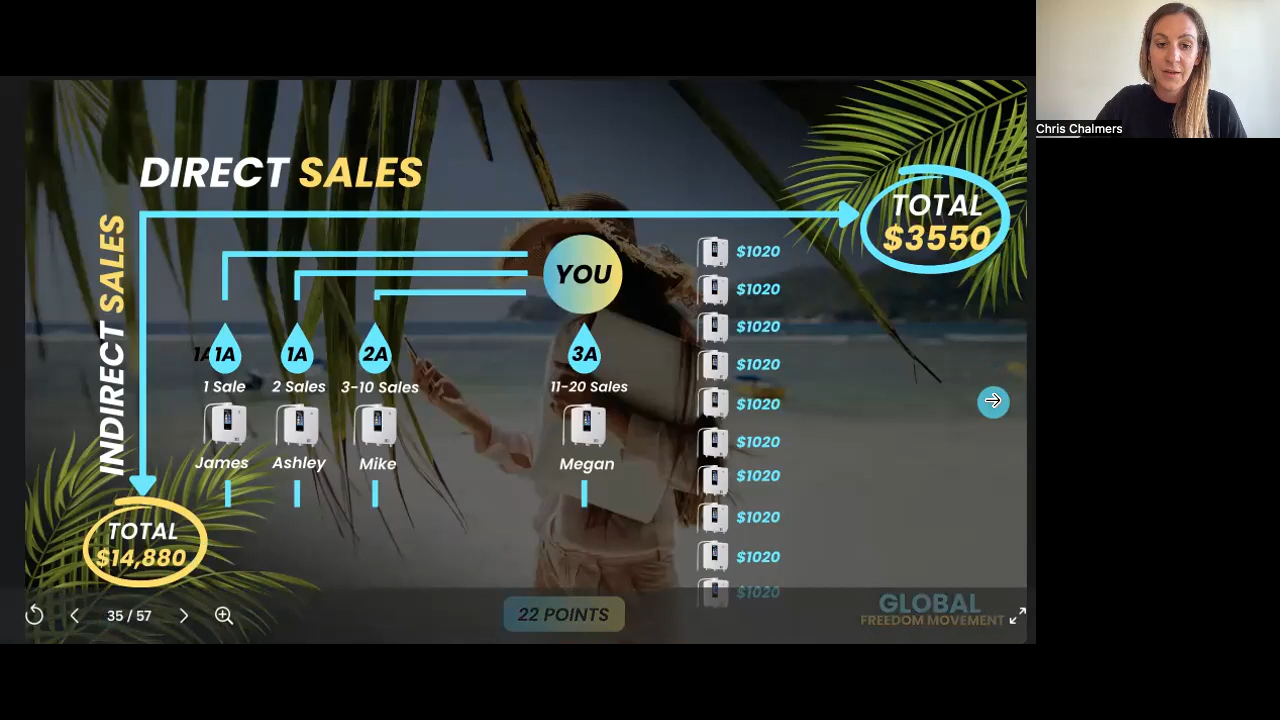 Chris Chalmers
DIRECT SALES
INDIRECT SALES
TOTAL
$3550
YOU
$1020
$1020
$1020
$1020
$1020
$1020
$1020
$1020
$1020
$1020
1A 1A 1A 2A 3A
1 Sale 2 Sales 3-10 Sales 11-20 Sales
James Ashley Mike Megan
TOTAL
$14,880
35 / 57
22 POINTS
GLOBAL
FREEDOM MOVEMENT